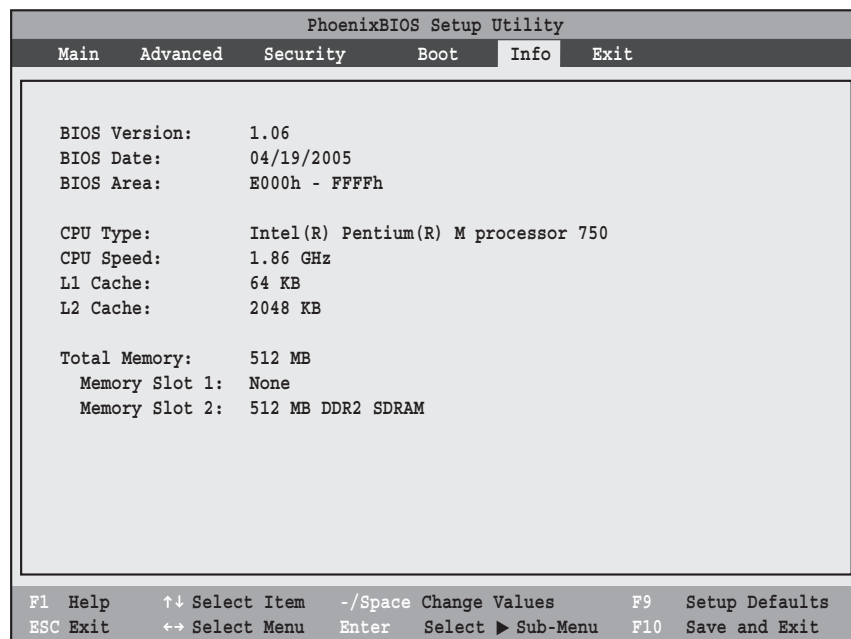 PhoenixBIOS Setup Utility
Main Advanced Security Boot Info Exit
BIOS Version: 1.06
BIOS Date: 04/19/2005
BIOS Area: E000h - FFFFh
CPU Type: Intel(R) Pentium(R) M processor 750
CPU Speed: 1.86 GHz
L1 Cache: 64 KB
L2 Cache: 2048 KB
Total Memory: 512 MB
Memory Slot 1: None
Memory Slot 2: 512 MB DDR2 SDRAM
F1 Help ↑↓ Select Item -/Space Change Values F9 Setup Defaults
ESC Exit ←→ Select Menu Enter Select ▶ Sub-Menu F10 Save and Exit